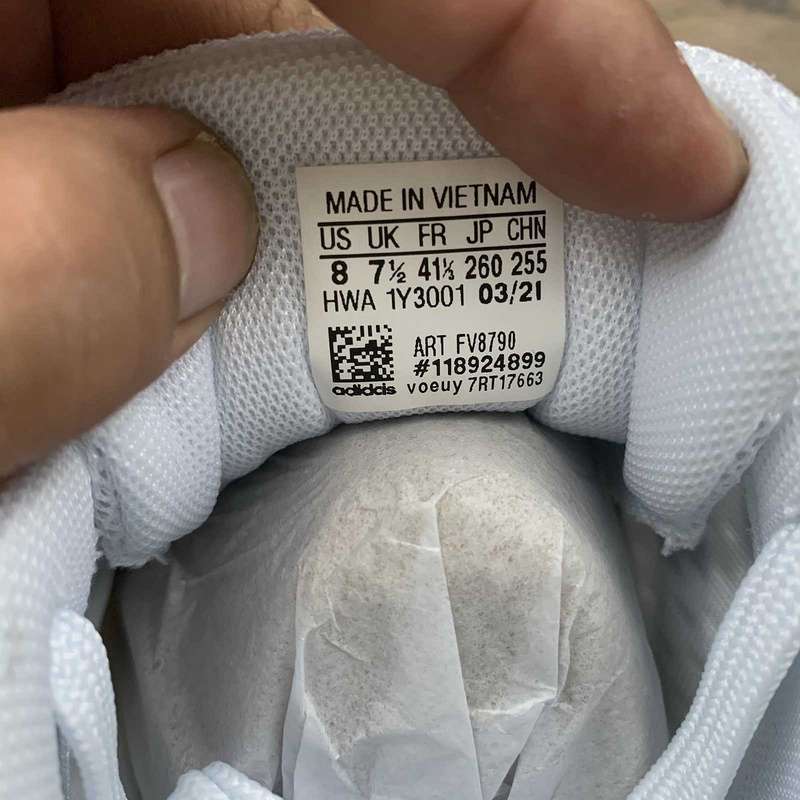 MADE IN VIETNAM
US UK FR JP CHN
8 7½ 41⅓ 260 255
HWA 1Y3001 03/21
ART FV8790
#118924899
adidas voeuy 7RT17663